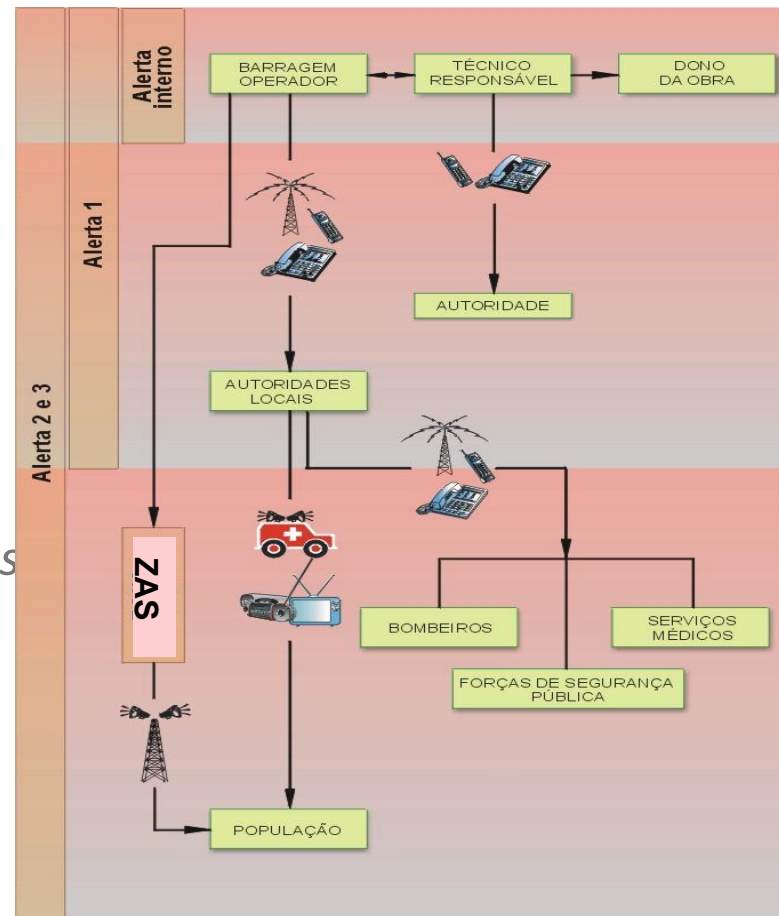 Alerta
interno
BARRAGEM
OPERADOR
TÉCNICO
RESPONSÁVEL
DONO
DA OBRA
Alerta 1
AUTORIDADE
AUTORIDADES
LOCAIS
Alerta 2 e 3
s
ZAS
BOMBEIROS
SERVIÇOS
MÉDICOS
FORÇAS DE SEGURANÇA
PÚBLICA
POPULAÇÃO